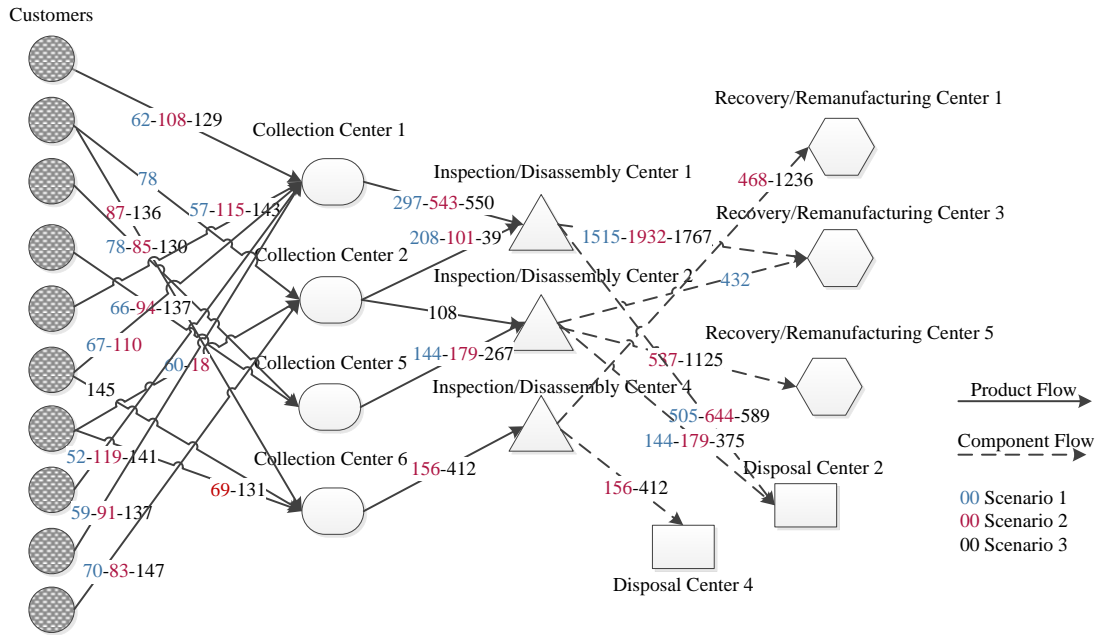 Customers
Recovery/Remanufacturing Center 1
62-108-129
Collection Center 1
Inspection/Disassembly Center 1
78
468-1236
297-543-550
87-136
57-115-143
Recovery/Remanufacturing Center 3
208-101-39
1515-1932-1767
78-85-130
Collection Center 2
Inspection/Disassembly Center 2
432
66-94-137
108
Recovery/Remanufacturing Center 5
67-110
144-179-267
60-18
Collection Center 5
537-1125
145
Inspection/Disassembly Center 4
Product Flow
505-644-589
144-179-375
Component Flow
52-119-141
Collection Center 6
156-412
Disposal Center 2
69-131
156-412
00 Scenario 1
59-91-137
00 Scenario 2
00 Scenario 3
70-83-147
Disposal Center 4